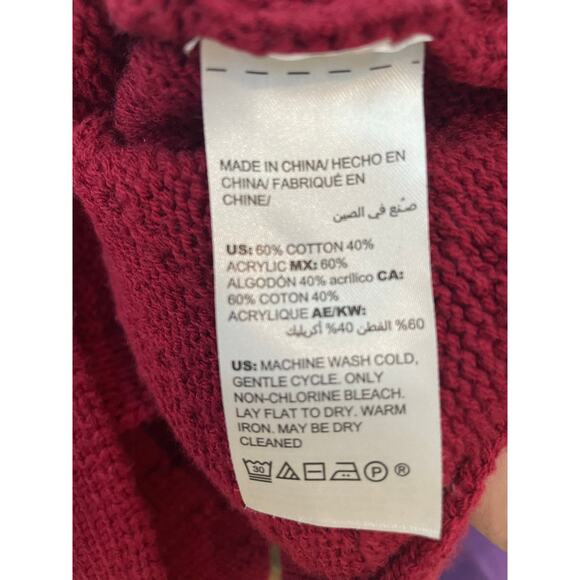 MADE IN CHINA/ HECHO EN
CHINA/ FABRIQUÉ EN
CHINE/
صنع في الصين
US: 60% COTTON 40%
ACRYLIC MX: 60%
ALGODÓN 40% acrílico CA:
60% COTON 40%
ACRYLIQUE AE/KW:
60% القطن 40% أكريليك
US: MACHINE WASH COLD,
GENTLE CYCLE. ONLY
NON-CHLORINE BLEACH.
LAY FLAT TO DRY. WARM
IRON. MAY BE DRY
CLEANED
30 P ®